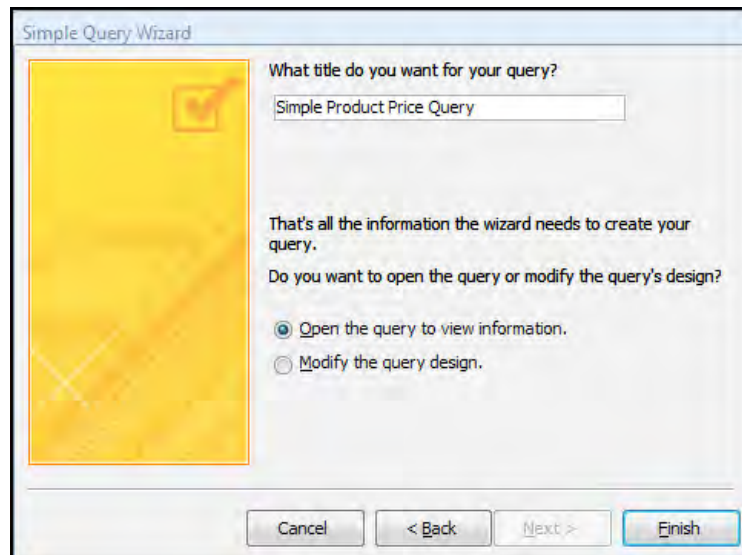 Simple Query Wizard
What title do you want for your query?
Simple Product Price Query
That's all the information the wizard needs to create your
query.
Do you want to open the query or modify the query's design?
Open the query to view information.
Modify the query design.
Cancel
< Back
Next >
Finish